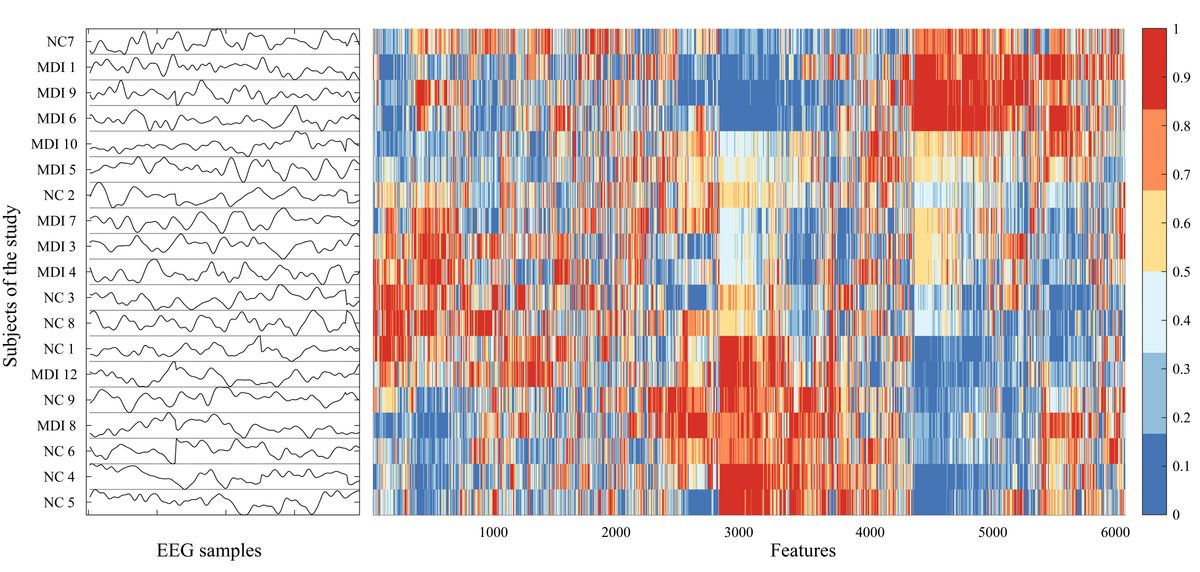 Subjects of the study
NC7
MDI 1
MDI 9
MDI 6
MDI 10
MDI 5
NC 2
MDI 7
MDI 3
MDI 4
NC 3
NC 8
NC 1
MDI 12
NC 9
MDI 8
NC 6
NC 4
NC 5
EEG samples
1000 2000 3000 4000 5000 6000
Features
1
0.9
0.8
0.7
0.6
0.5
0.4
0.3
0.2
0.1
0